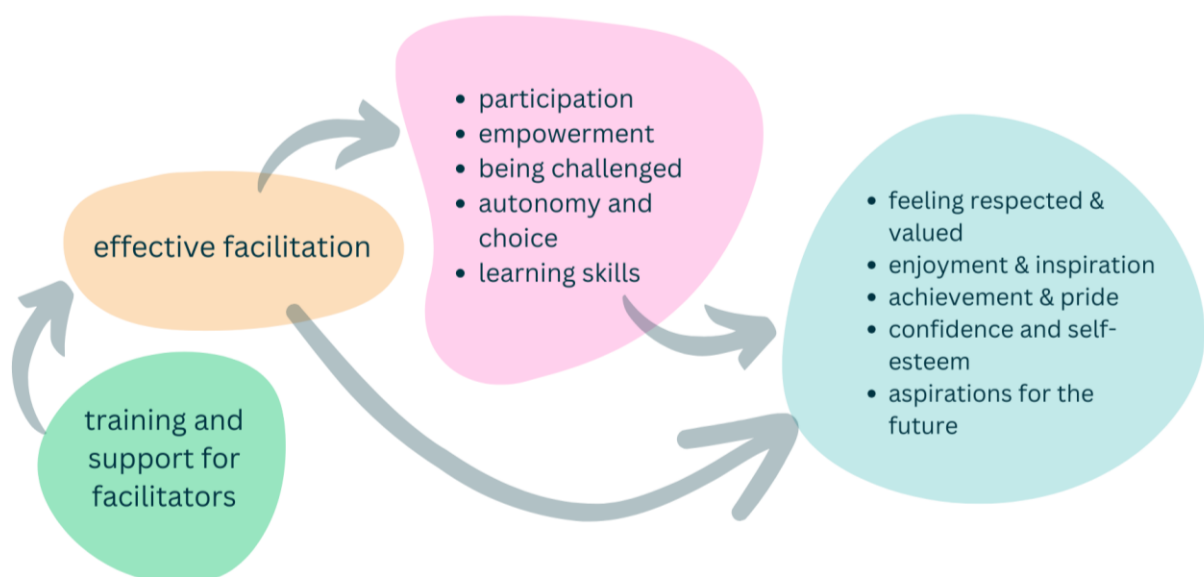 effective facilitation
training and
support for
facilitators
• participation
• empowerment
• being challenged
• autonomy and
choice
• learning skills
• feeling respected &
valued
• enjoyment & inspiration
• achievement & pride
• confidence and self-
esteem
• aspirations for the
future